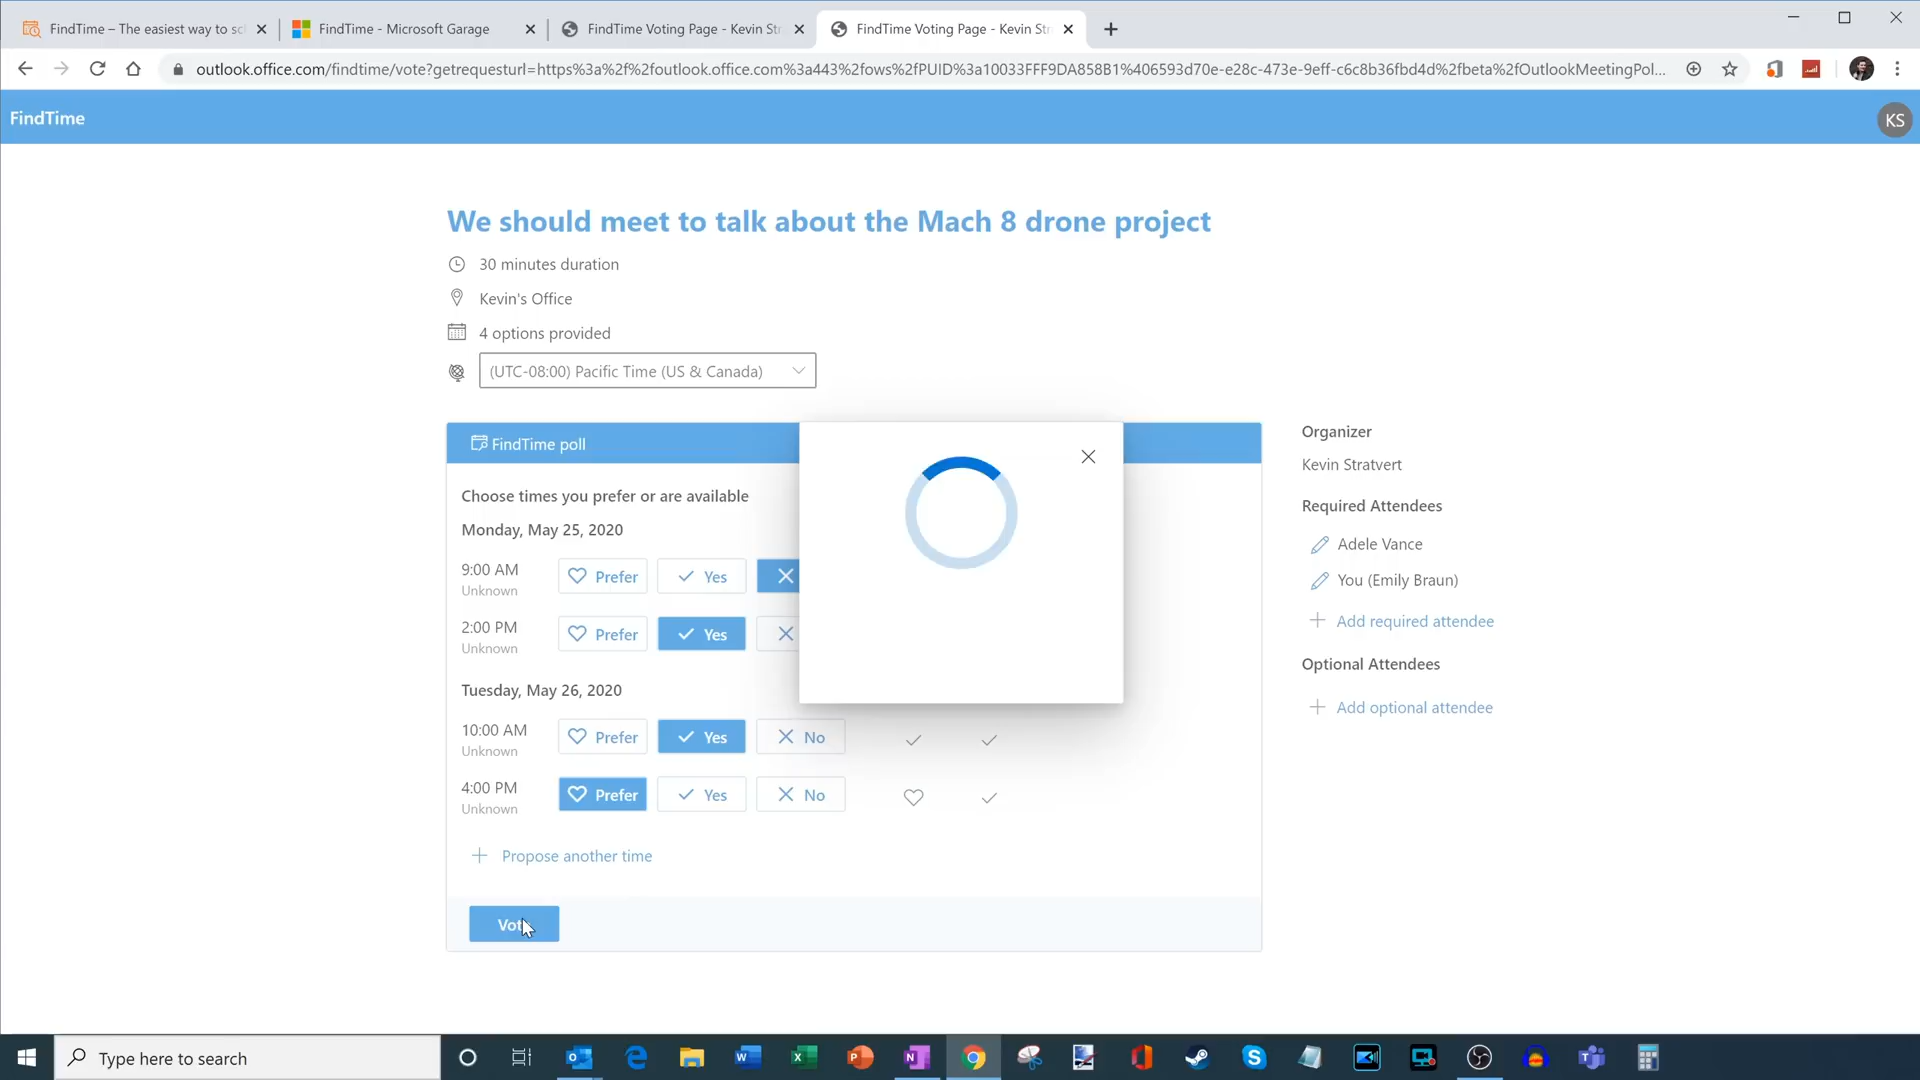 FindTime – The easiest way to sc
FindTime - Microsoft Garage
FindTime Voting Page - Kevin St
FindTime Voting Page - Kevin Str
outlook.office.com/findtime/vote?getrequesturl=https%3a%2f%2foutlook.office.com%3a443%2fows%2fPUID%3a10033FFF9DA858B1%406593d70e-e28c-473e-9eff-c6c8b36fbd4d%2fbeta%2fOutlookMeetingPol...
FindTime
KS
We should meet to talk about the Mach 8 drone project
30 minutes duration
Kevin's Office
4 options provided
(UTC-08:00) Pacific Time (US & Canada)
FindTime poll
Choose times you prefer or are available
Monday, May 25, 2020
9:00 AM Prefer Yes
Unknown
2:00 PM Prefer Yes
Unknown
Tuesday, May 26, 2020
10:00 AM Prefer Yes No
Unknown
4:00 PM Prefer Yes No
Unknown
Propose another time
Vot
Organizer
Kevin Stratvert
Required Attendees
Adele Vance
You (Emily Braun)
Add required attendee
Optional Attendees
Add optional attendee
Type here to search